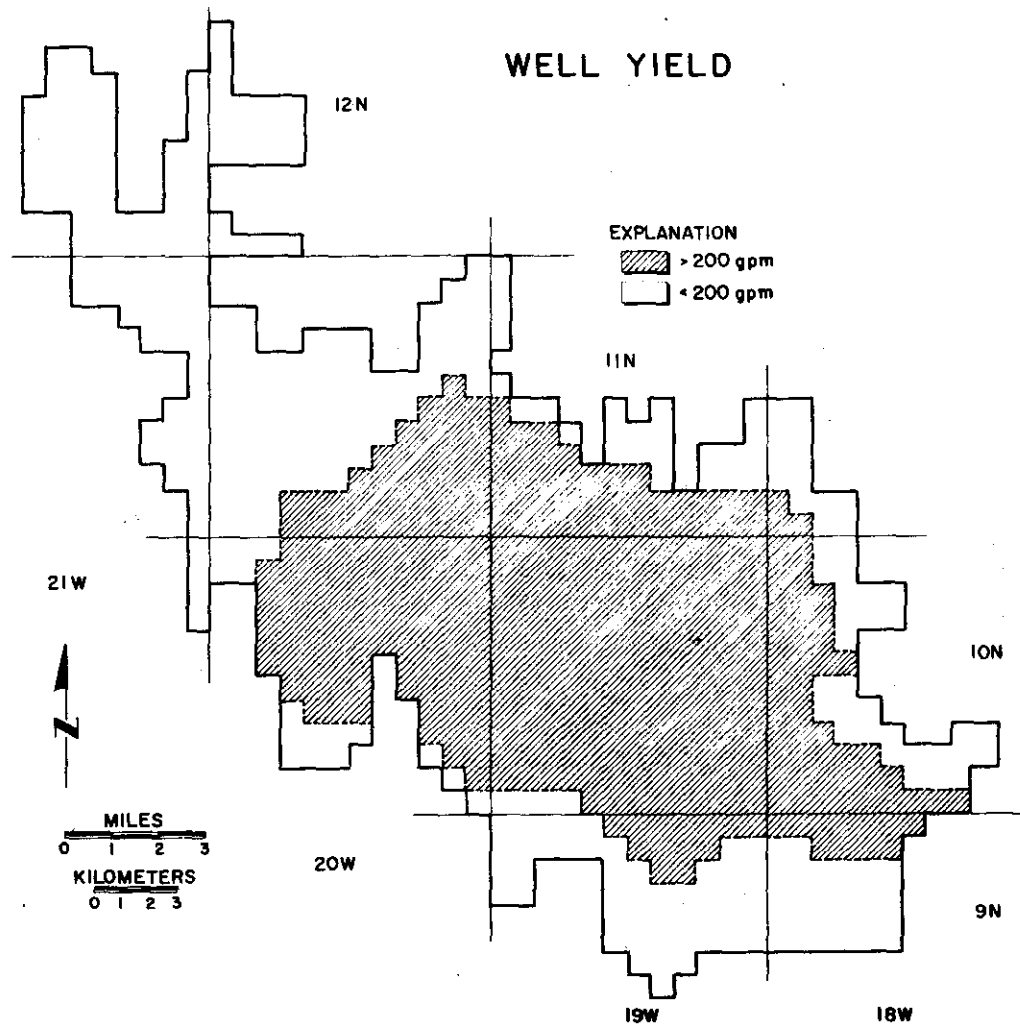 WELL YIELD
12N
EXPLANATION
> 200 gpm
< 200 gpm
11N
21W
10N
N
MILES
0 1 2 3
KILOMETERS
0 1 2 3
20W
9N
19W
18W